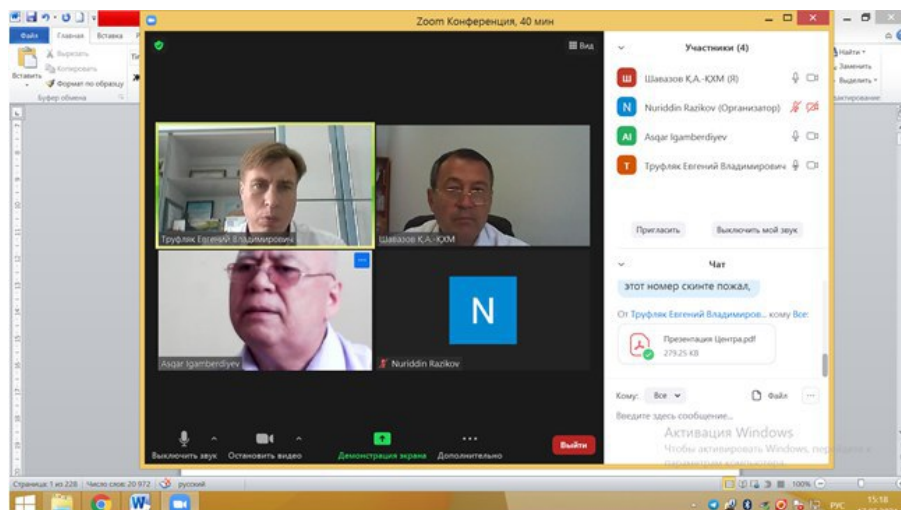 Zoom Конференция, 40 мин
Файл
Главная
Вставка
Вырезать
Копировать
Вставить
Формат по образцу
Буфер обмена
Найти
Заменить
Выделить
Вид
Участники (4)
Ш Шавазов Қ.А.-ҚХМ (Я)
N Nuriddin Razikov (Организатор)
AI Asqar Igamberdiyev
Т Труфляк Евгений Владимирович
Пригласить
Выключить мой звук
Труфляк Евгений Владимирович
Шавазов Қ.А.-ҚХМ
Asqar Igamberdiyev
N
Nuriddin Razikov
Чат
этот номер скинте пожал,
От Труфляк Евгений Владимиров... кому Все:
Презентация Центра.pdf
279.25 KB
Кому: Все
Файл
Введите здесь сообщение...
Активация Windows
Чтобы активировать Windows, пер
Выключить звук
Остановить видео
Демонстрация экрана
Дополнительно
Выйти
Страница: 1 из 228
Число слов: 20 972
русский
100%
W
РУС
15:18